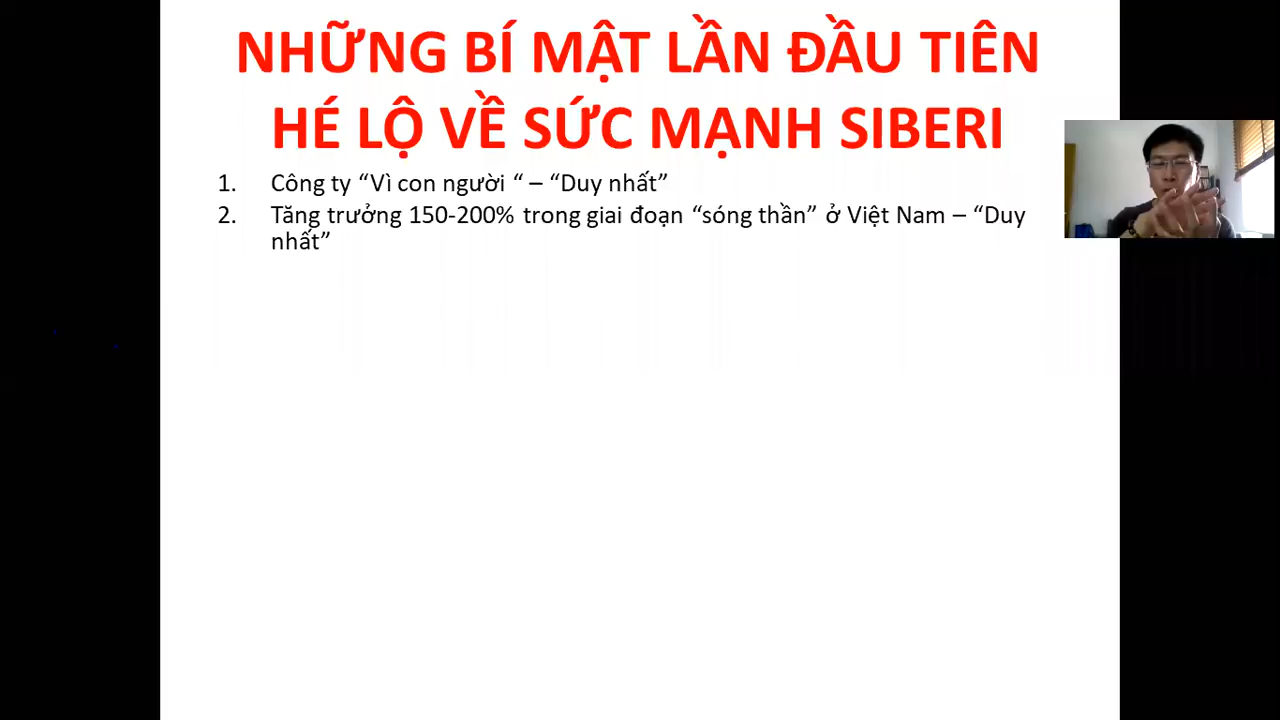 NHỮNG BÍ MẬT LẦN ĐẦU TIÊN
HÉ LỘ VỀ SỨC MẠNH SIBERI
1. Công ty “Vì con người “ – “Duy nhất”
2. Tăng trưởng 150-200% trong giai đoạn “sóng thần” ở Việt Nam – “Duy
nhất”